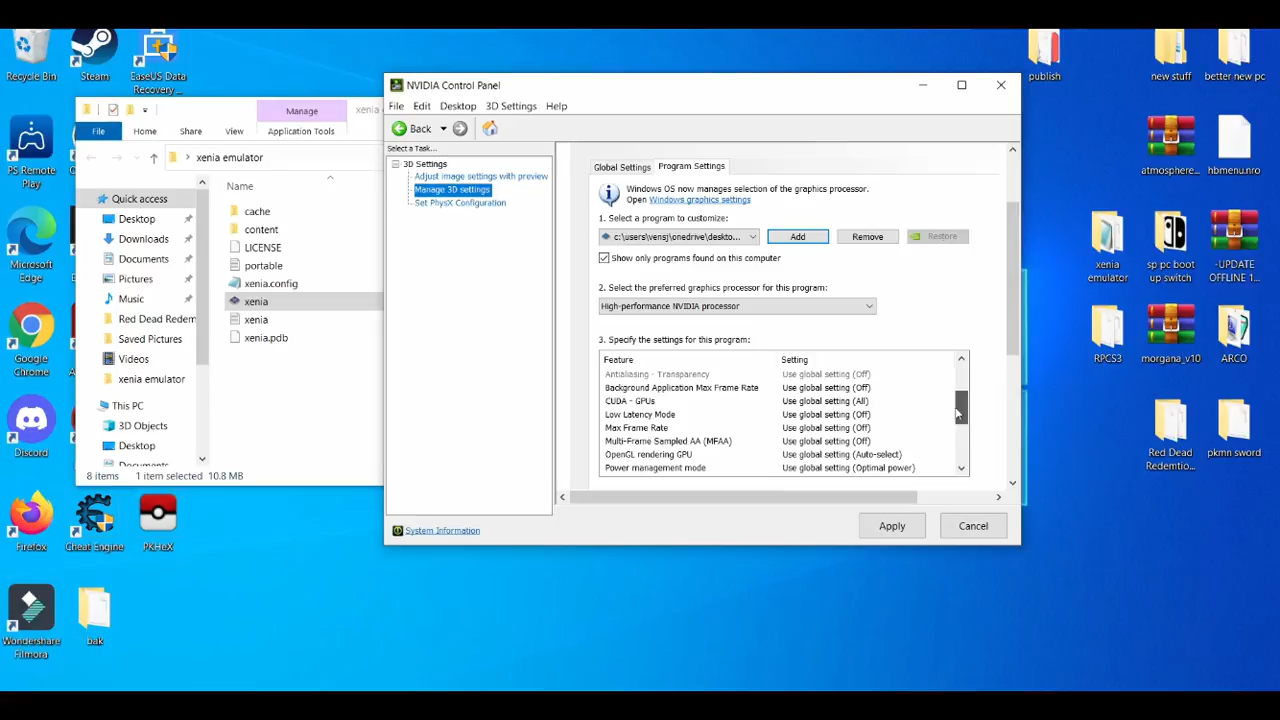 Recycle Bin
Steam
EaseUS Data
Recovery ...
PS Remote
Play
Microsoft
Edge
Google
Chrome
Discord
Firefox
Cheat Engine
PKHeX
Wondershare
Filmora
bak
Manage
xenia
File
Home
Share
View
Application Tools
xenia emulator
Quick access
Desktop
Downloads
Documents
Pictures
Music
Red Dead Redem
Saved Pictures
Videos
xenia emulator
This PC
3D Objects
Desktop
Documents
Name
cache
content
LICENSE
portable
xenia.config
xenia
xenia
xenia.pdb
8 items
1 item selected
10.8 MB
NVIDIA Control Panel
File
Edit
Desktop
3D Settings
Help
Back
Select a Task...
3D Settings
Adjust image settings with preview
Manage 3D settings
Set PhysX Configuration
System Information
Global Settings
Program Settings
Windows OS now manages selection of the graphics processor.
Open Windows graphics settings
1. Select a program to customize:
c:\users\vensj\onedrive\deskto...
Add
Remove
Restore
Show only programs found on this computer
2. Select the preferred graphics processor for this program:
High-performance NVIDIA processor
3. Specify the settings for this program:
Feature Setting
Antialiasing - Transparency Use global setting (Off)
Background Application Max Frame Rate Use global setting (Off)
CUDA - GPUs Use global setting (All)
Low Latency Mode Use global setting (Off)
Max Frame Rate Use global setting (Off)
Multi-Frame Sampled AA (MFAA) Use global setting (Off)
OpenGL rendering GPU Use global setting (Auto-select)
Power management mode Use global setting (Optimal power)
Apply
Cancel
publish
new stuff
better new pc
atmosphere...
hbmenu.nro
xenia
emulator
sp pc boot
up switch
-UPDATE
OFFLINE 1...
RPCS3
morgana_v10
ARCO
Red Dead
Redemtio...
pkmn sword